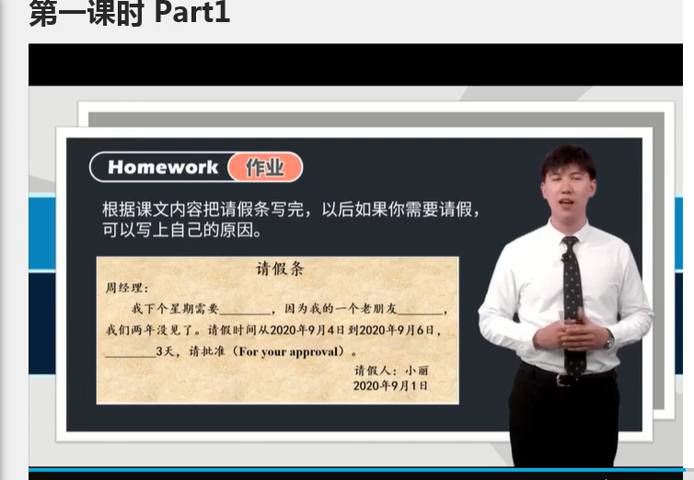 第一课时 Part1
Homework 作业
根据课文内容把请假条写完，以后如果你需要请假，
可以写上自己的原因。
请假条
周经理：
我下个星期需要______，因为我的一个老朋友______，
我们两年没见了。请假时间从2020年9月4日到2020年9月6日，
______3天，请批准（For your approval）。
请假人：小丽
2020年9月1日